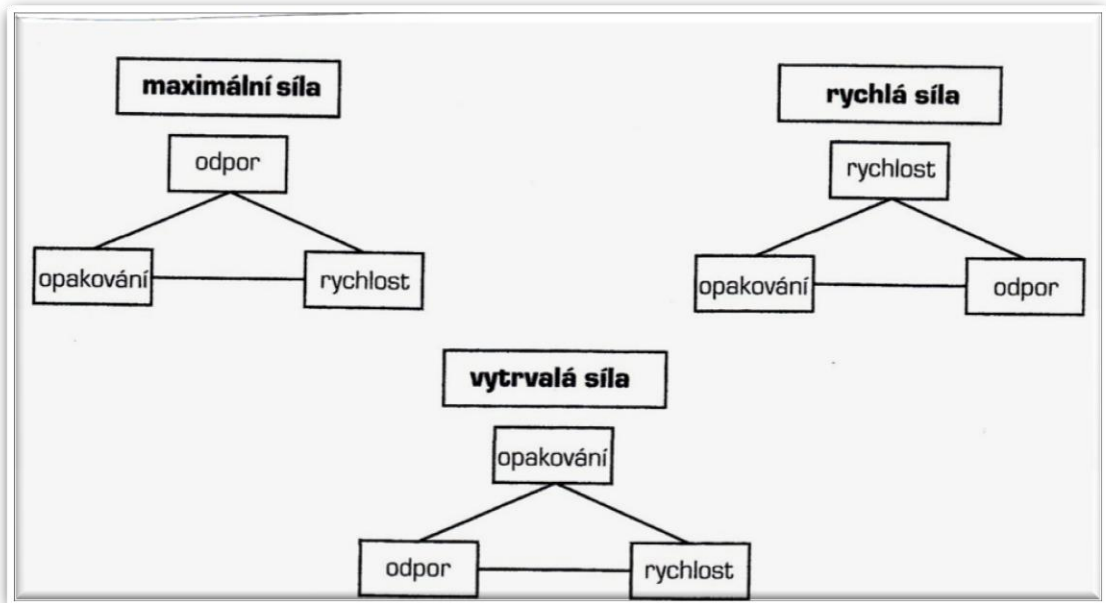 maximální síla
odpor
opakování
rychlost
rychlá síla
rychlost
opakování
odpor
vytrvalá síla
opakování
odpor
rychlost